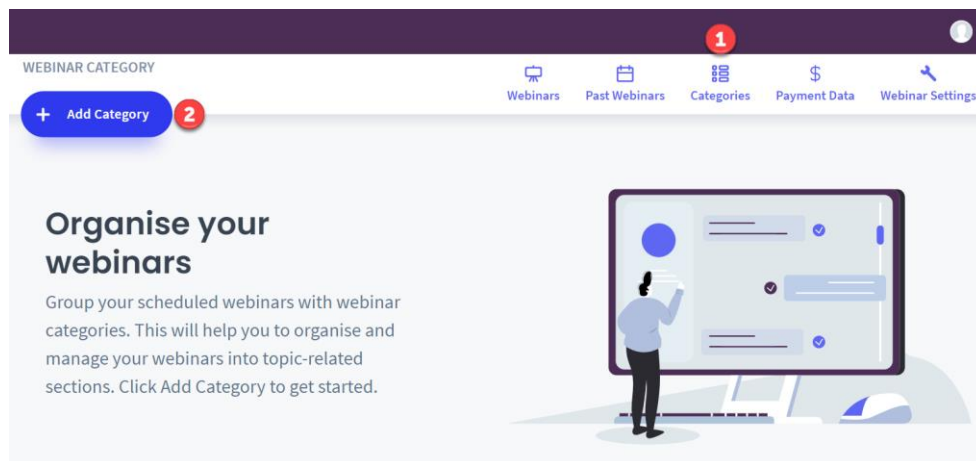 1
WEBINAR CATEGORY
Webinars
Past Webinars
Categories
Payment Data
Webinar Settings
+ Add Category
2
Organise your
webinars
Group your scheduled webinars with webinar
categories. This will help you to organise and
manage your webinars into topic-related
sections. Click Add Category to get started.